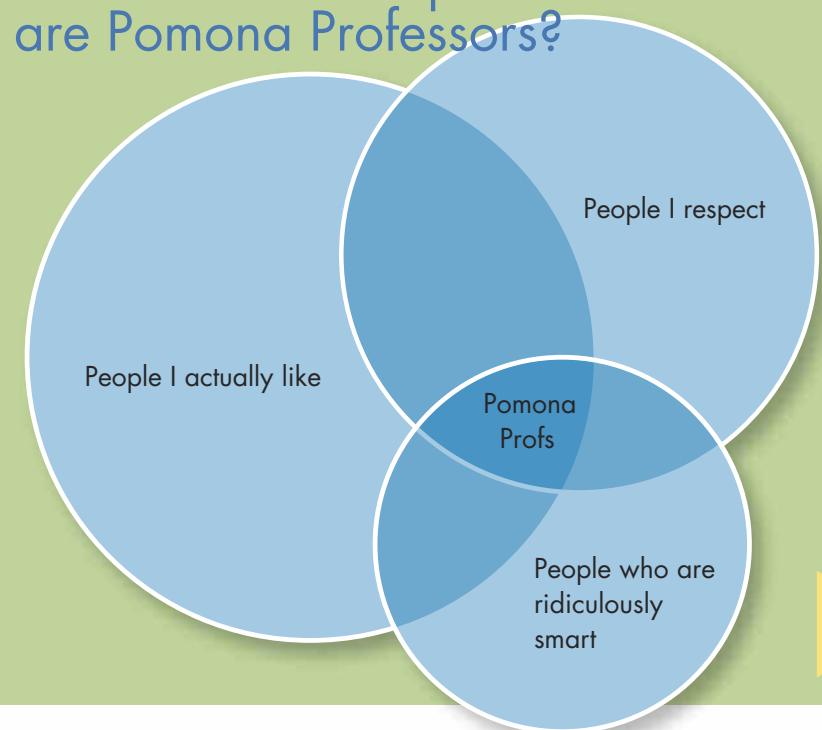 are Pomona Professors?
People I respect
People I actually like
Pomona
Profs
People who are
ridiculously
smart